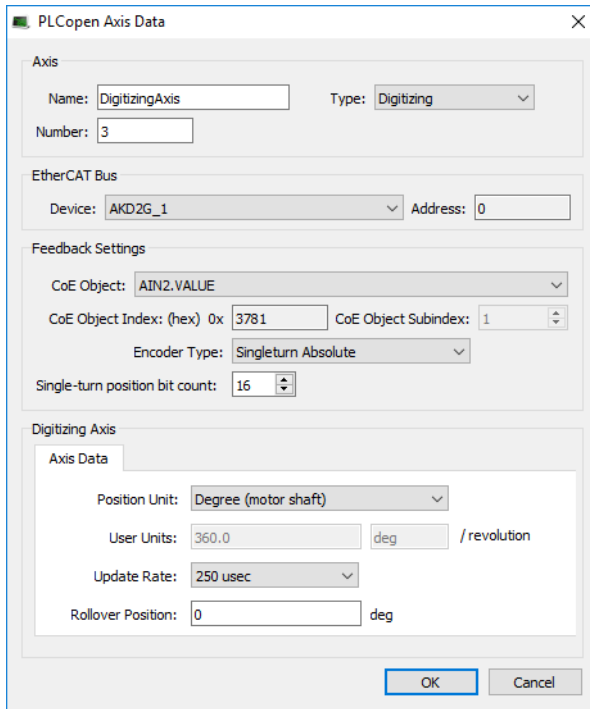 PLCopen Axis Data
Axis
Name: DigitizingAxis Type: Digitizing
Number: 3
EtherCAT Bus
Device: AKD2G_1 Address: 0
Feedback Settings
CoE Object: AIN2.VALUE
CoE Object Index: (hex) 0x 3781 CoE Object Subindex: 1
Encoder Type: Singleturn Absolute
Single-turn position bit count: 16
Digitizing Axis
Axis Data
Position Unit: Degree (motor shaft)
User Units: 360.0 deg / revolution
Update Rate: 250 usec
Rollover Position: 0 deg
OK Cancel